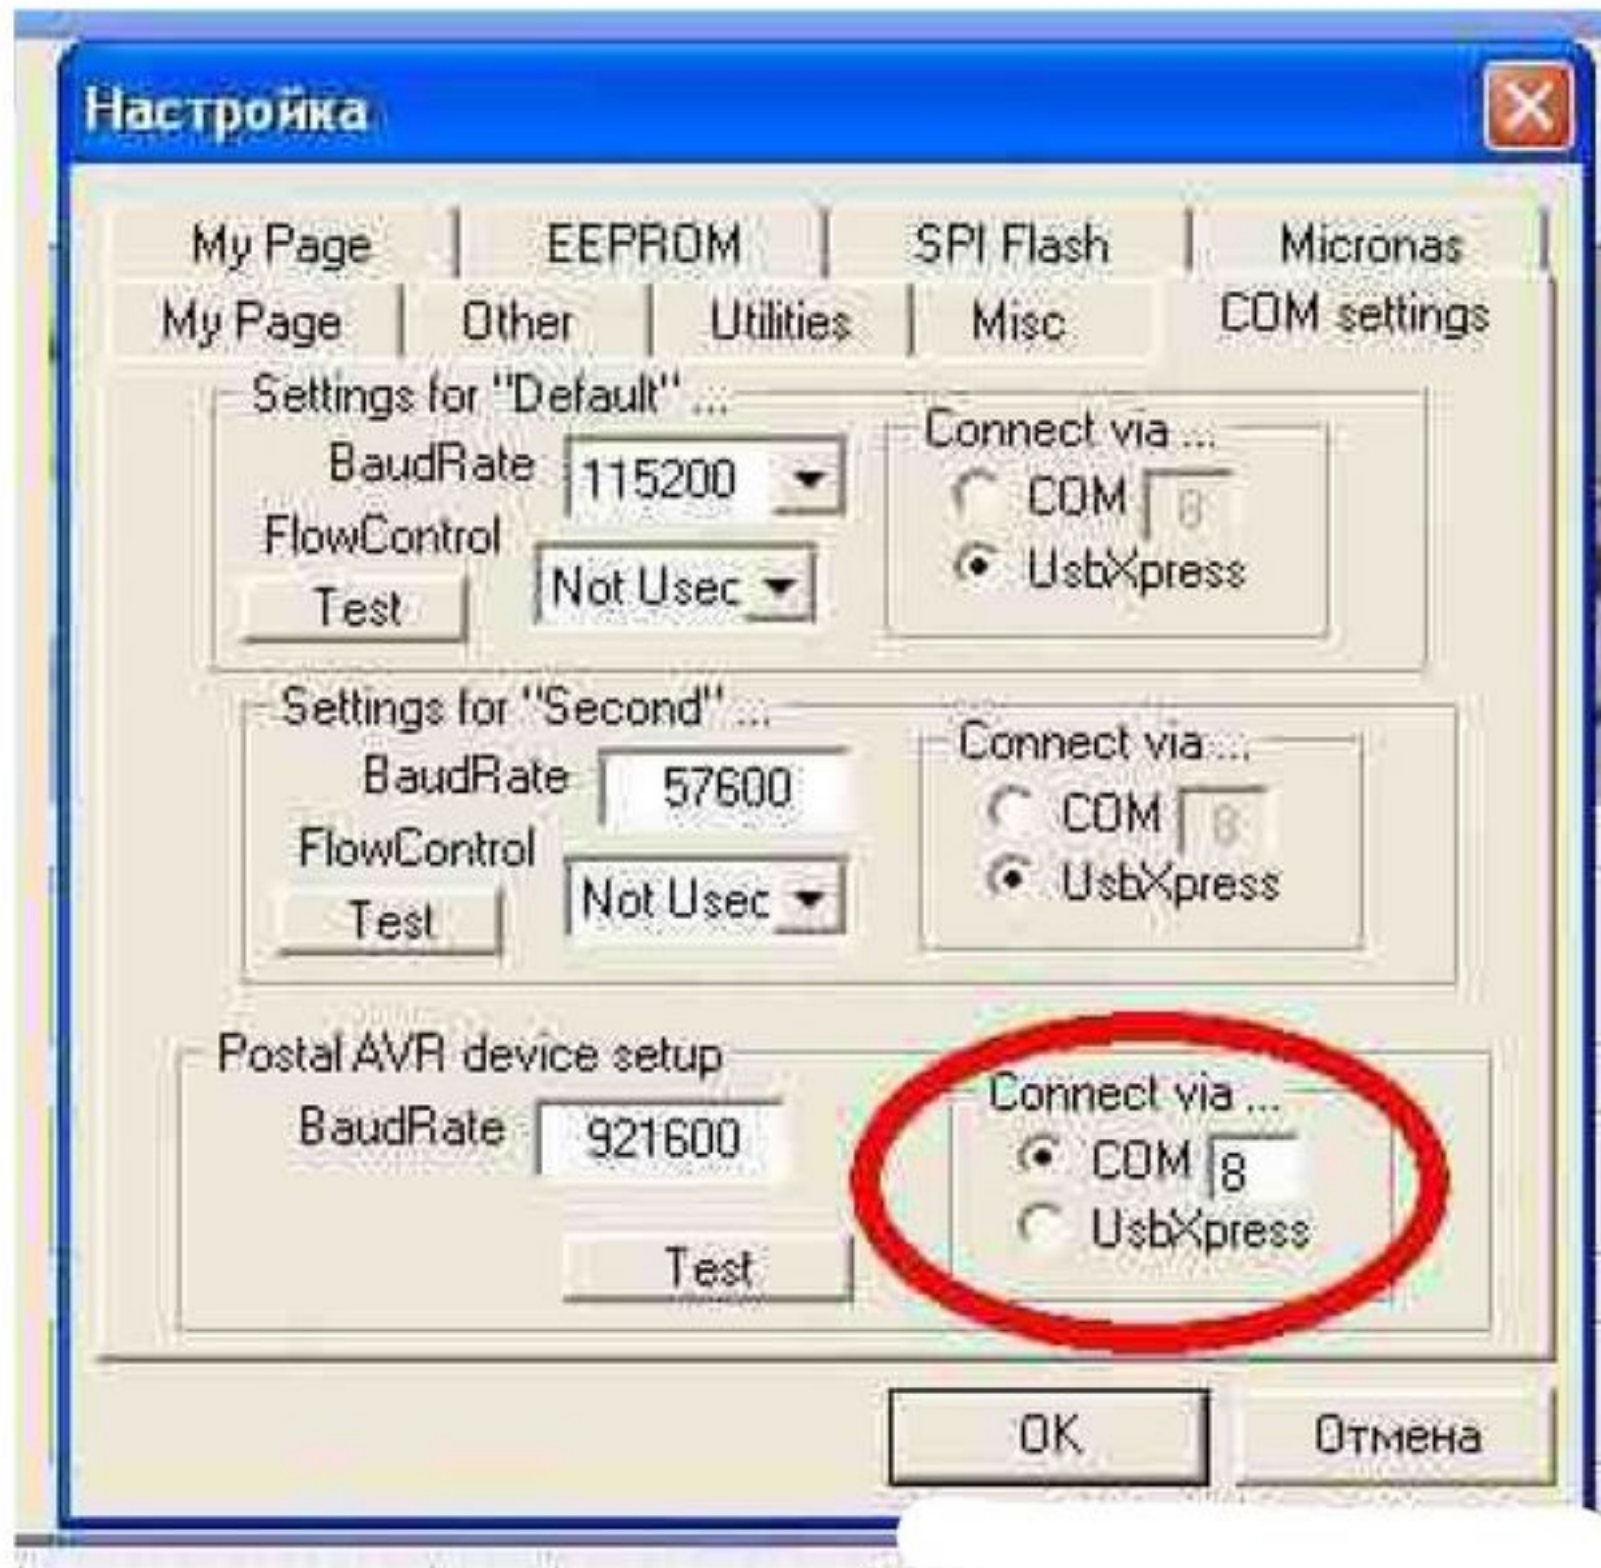 Настройка
My Page EEPROM SPI Flash Micronas
My Page Other Utilities Misc COM settings
Settings for "Default" ...
Connect via ...
BaudRate 115200
COM 8
FlowControl
Not Usec
UsbXpress
Test
Settings for "Second" ...
Connect via ...
BaudRate 57600
COM 8
FlowControl
Not Usec
UsbXpress
Test
Postal AVR device setup
Connect via ...
BaudRate 921600
COM 8
UsbXpress
Test
OK Отмена